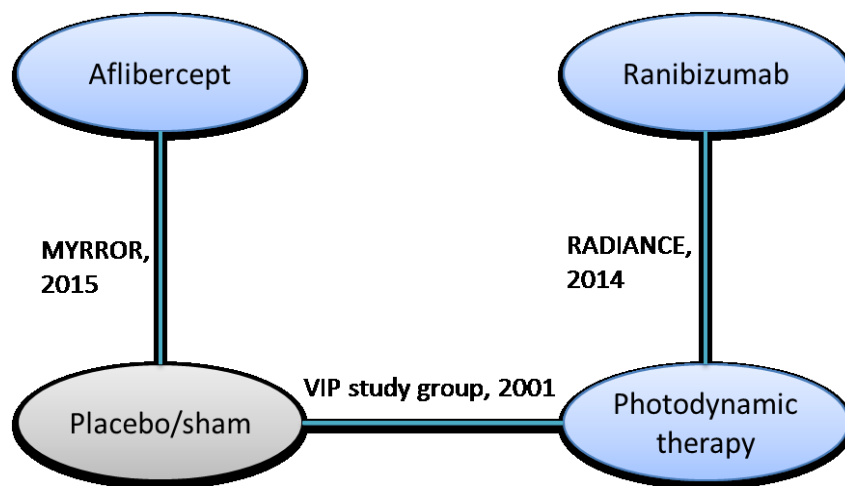 Aflibercept
Ranibizumab
MYRROR,
2015
RADIANCE,
2014
VIP study group, 2001
Placebo/sham
Photodynamic
therapy